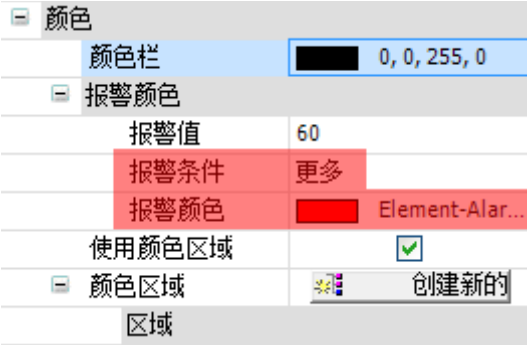 颜色
颜色栏 0, 0, 255, 0
报警颜色
报警值 60
报警条件 更多
报警颜色 Element-Alar...
使用颜色区域
颜色区域 创建新的
区域